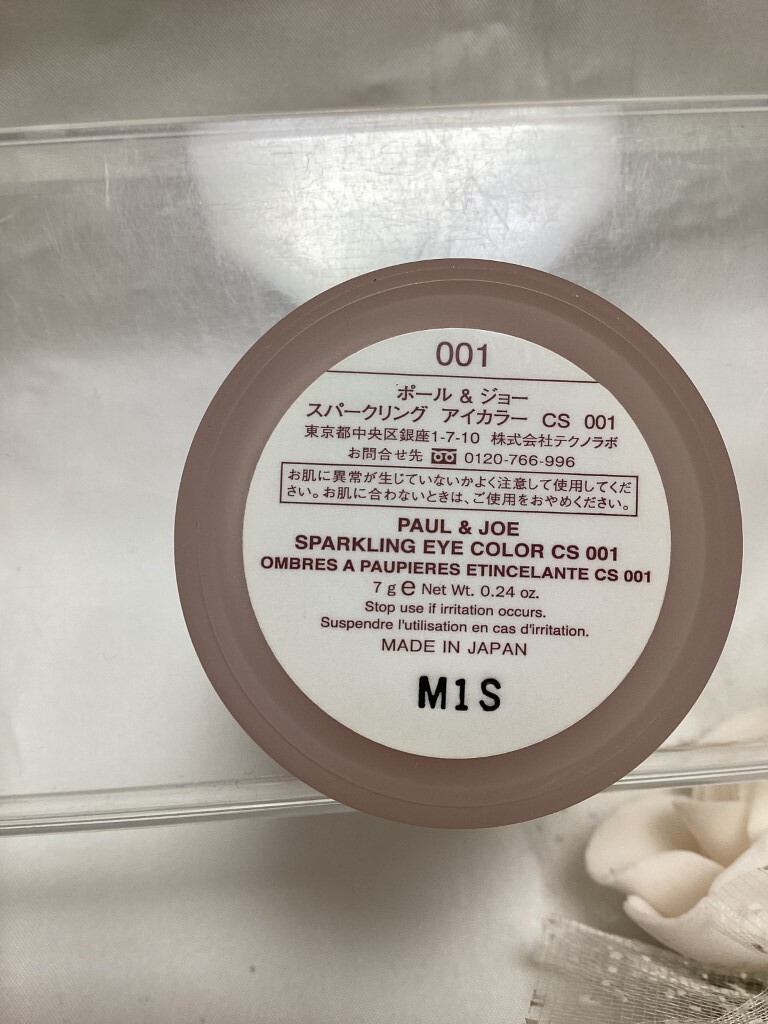 001
ポール & ジョー
スパークリング アイカラー CS 001
東京都中央区銀座1-7-10 株式会社テクノラボ
お問合せ先 0120-766-996
お肌に異常が生じていないかよく注意して使用してくだ
さい。お肌に合わないときは、ご使用をおやめください。
PAUL & JOE
SPARKLING EYE COLOR CS 001
OMBRES A PAUPIERES ETINCELANTE CS 001
7 g e Net Wt. 0.24 oz.
Stop use if irritation occurs.
Suspendre l'utilisation en cas d'irritation.
MADE IN JAPAN
M1S